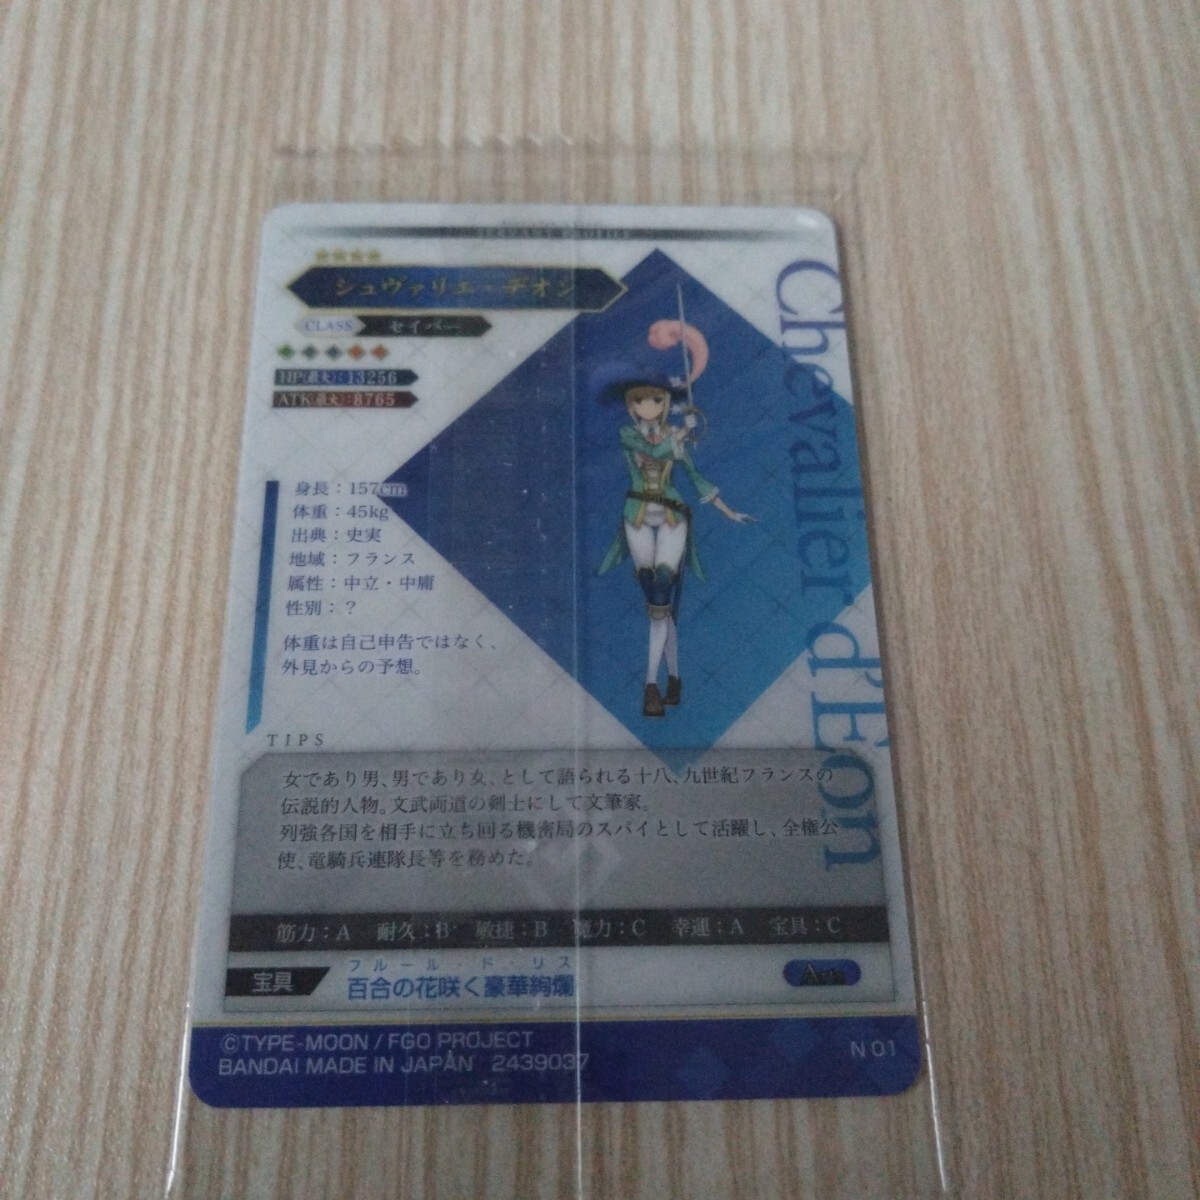 SERVANT PROFILE
シュヴァリエ・デオン
CLASS セイバー
HP(最大):13256
ATK(最大):8765
身長：157cm
体重：45kg
出典：史実
地域：フランス
属性：中立・中庸
性別：？
体重は自己申告ではなく、
外見からの予想。
Chevalier d'Eon
TIPS
女であり男、男であり女、として語られる十八、九世紀フランスの
伝説的人物。文武両道の剣士にして文筆家。
列強各国を相手に立ち回る機密局のスパイとして活躍し、全権公
使、竜騎兵連隊長等を務めた。
筋力：A 耐久：B 敏捷：B 魔力：C 幸運：A 宝具：C
フルール・ド・リス
宝具 百合の花咲く豪華絢爛 Arts
©TYPE-MOON / FGO PROJECT
BANDAI MADE IN JAPAN 2439037
N 01